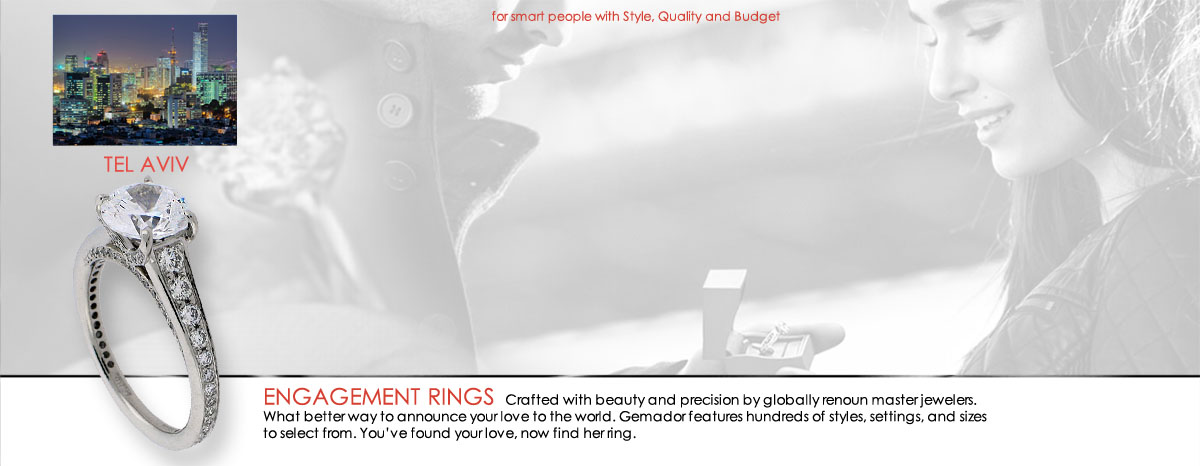 for smart people with Style, Quality and Budget
TEL AVIV
ENGAGEMENT RINGS Crafted with beauty and precision by globally renoun master jewelers.
What better way to announce your love to the world. Gemador features hundreds of styles, settings, and sizes
to select from. You've found your love, now find her ring.